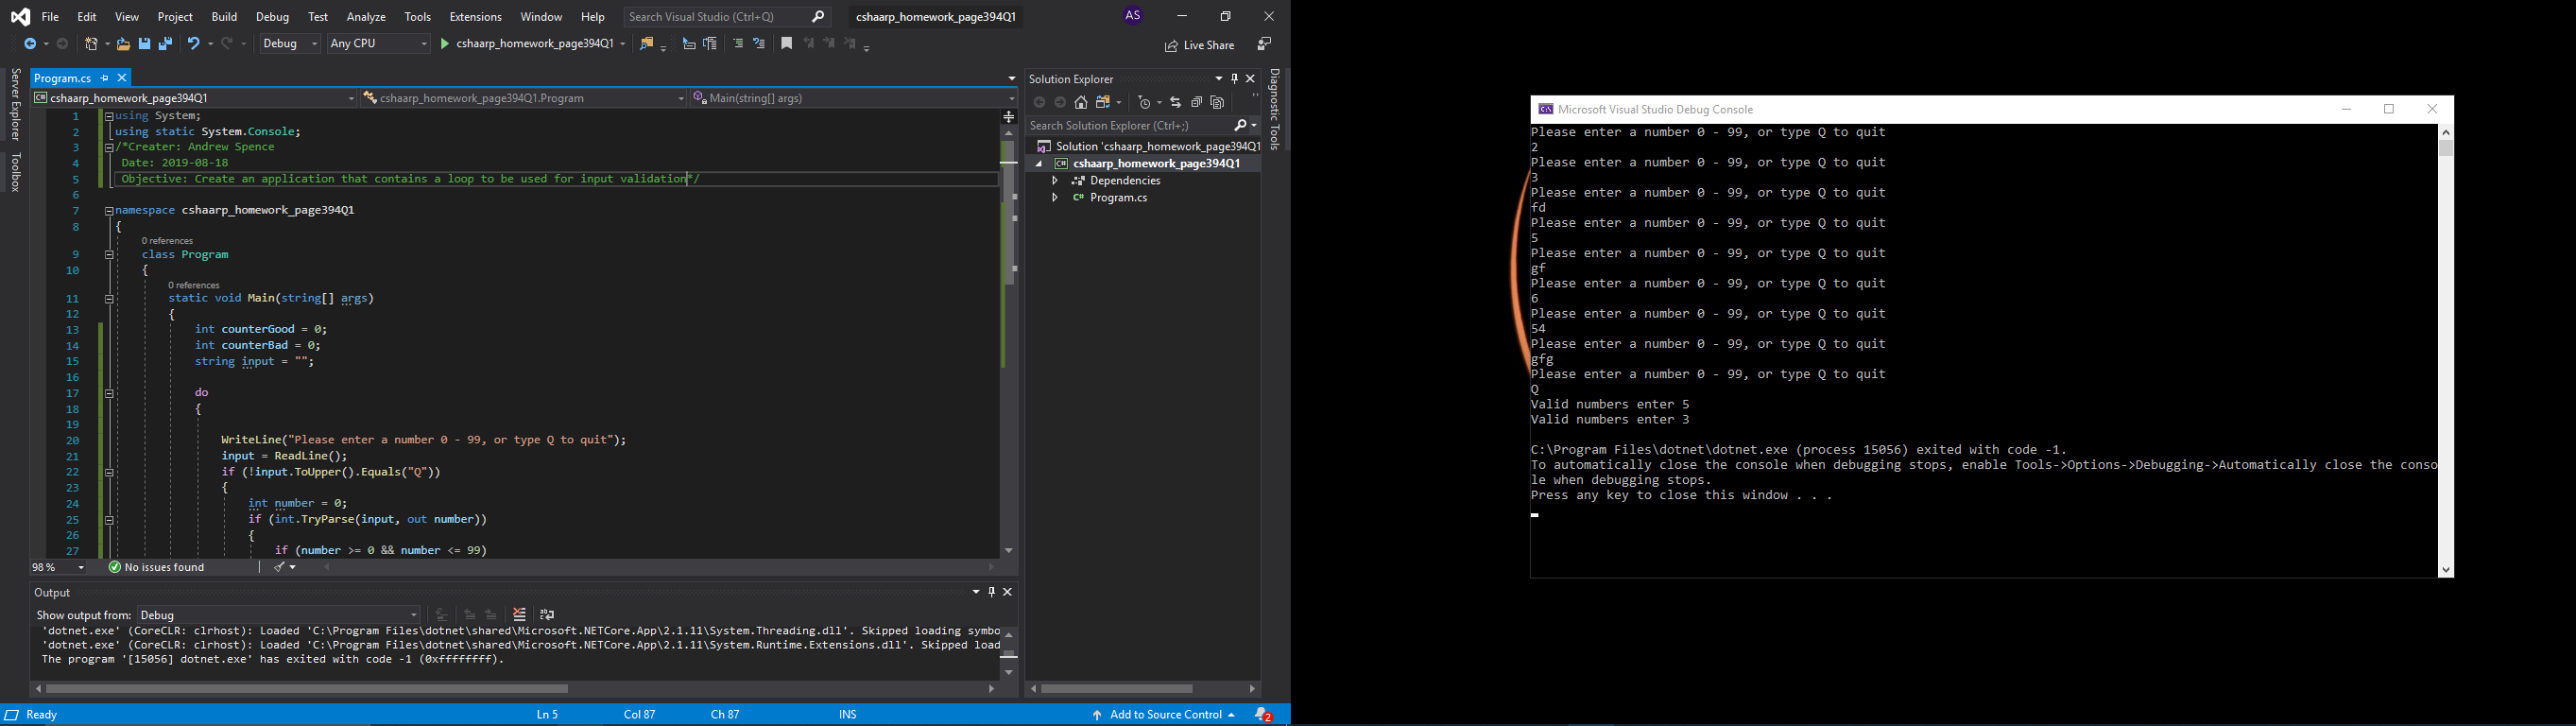 File Edit View Project Build Debug Test Analyze Tools Extensions Window Help Search Visual Studio (Ctrl+Q) cshaarp_homework_page394Q1 AS
Debug Any CPU cshaarp_homework_page394Q1 Live Share
Server Explorer
Toolbox
Program.cs
cshaarp_homework_page394Q1 cshaarp_homework_page394Q1.Program Main(string[] args)
1 using System;
2 using static System.Console;
3 /*Creater: Andrew Spence
4 Date: 2019-08-18
5 Objective: Create an application that contains a loop to be used for input validation*/
6
7 namespace cshaarp_homework_page394Q1
8 {
0 references
9 class Program
10 {
0 references
11 static void Main(string[] args)
12 {
13 int counterGood = 0;
14 int counterBad = 0;
15 string input = "";
16
17 do
18 {
19
20 WriteLine("Please enter a number 0 - 99, or type Q to quit");
21 input = ReadLine();
22 if (!input.ToUpper().Equals("Q"))
23 {
24 int number = 0;
25 if (int.TryParse(input, out number))
26 {
27 if (number >= 0 && number <= 99)
98 % No issues found
Output
Show output from: Debug
'dotnet.exe' (CoreCLR: clrhost): Loaded 'C:\Program Files\dotnet\shared\Microsoft.NETCore.App\2.1.11\System.Threading.dll'. Skipped loading symbo
'dotnet.exe' (CoreCLR: clrhost): Loaded 'C:\Program Files\dotnet\shared\Microsoft.NETCore.App\2.1.11\System.Runtime.Extensions.dll'. Skipped load
The program '[15056] dotnet.exe' has exited with code -1 (0xffffffff).
Ready Ln 5 Col 87 Ch 87 INS Add to Source Control 2
Solution Explorer
Search Solution Explorer (Ctrl+;)
Solution 'cshaarp_homework_page394Q1
C# cshaarp_homework_page394Q1
Dependencies
C# Program.cs
Diagnostic Tools
Microsoft Visual Studio Debug Console
Please enter a number 0 - 99, or type Q to quit
2
Please enter a number 0 - 99, or type Q to quit
3
Please enter a number 0 - 99, or type Q to quit
fd
Please enter a number 0 - 99, or type Q to quit
5
Please enter a number 0 - 99, or type Q to quit
gf
Please enter a number 0 - 99, or type Q to quit
6
Please enter a number 0 - 99, or type Q to quit
54
Please enter a number 0 - 99, or type Q to quit
gfg
Please enter a number 0 - 99, or type Q to quit
Q
Valid numbers enter 5
Valid numbers enter 3
C:\Program Files\dotnet\dotnet.exe (process 15056) exited with code -1.
To automatically close the console when debugging stops, enable Tools->Options->Debugging->Automatically close the conso
le when debugging stops.
Press any key to close this window . . .